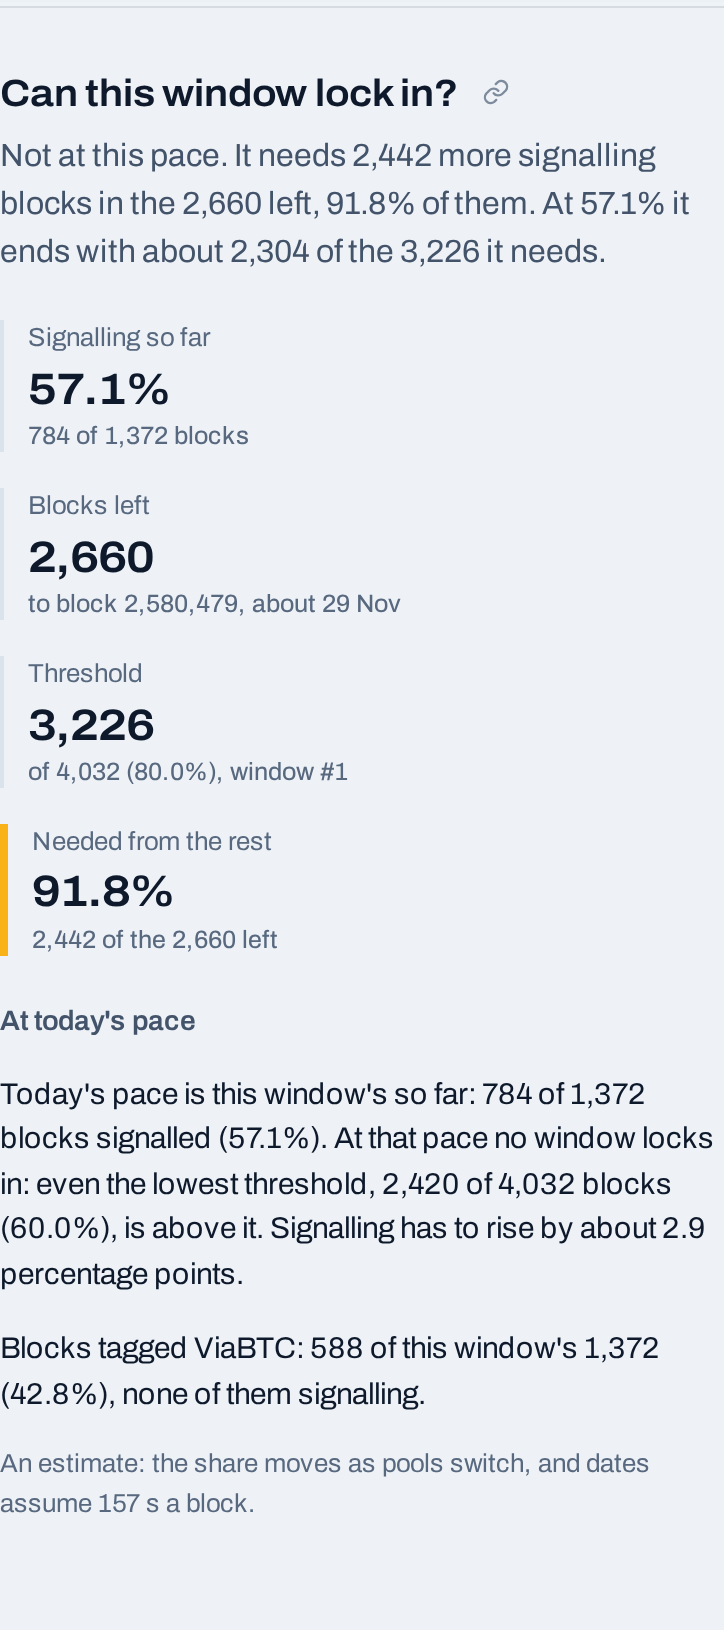 Can this window lock in?
Not at this pace. It needs 2,442 more signalling
blocks in the 2,660 left, 91.8% of them. At 57.1% it
ends with about 2,304 of the 3,226 it needs.
Signalling so far
57.1%
784 of 1,372 blocks
Blocks left
2,660
to block 2,580,479, about 29 Nov
Threshold
3,226
of 4,032 (80.0%), window #1
Needed from the rest
91.8%
2,442 of the 2,660 left
At today's pace
Today's pace is this window's so far: 784 of 1,372
blocks signalled (57.1%). At that pace no window locks
in: even the lowest threshold, 2,420 of 4,032 blocks
(60.0%), is above it. Signalling has to rise by about 2.9
percentage points.
Blocks tagged ViaBTC: 588 of this window's 1,372
(42.8%), none of them signalling.
An estimate: the share moves as pools switch, and dates
assume 157 s a block.